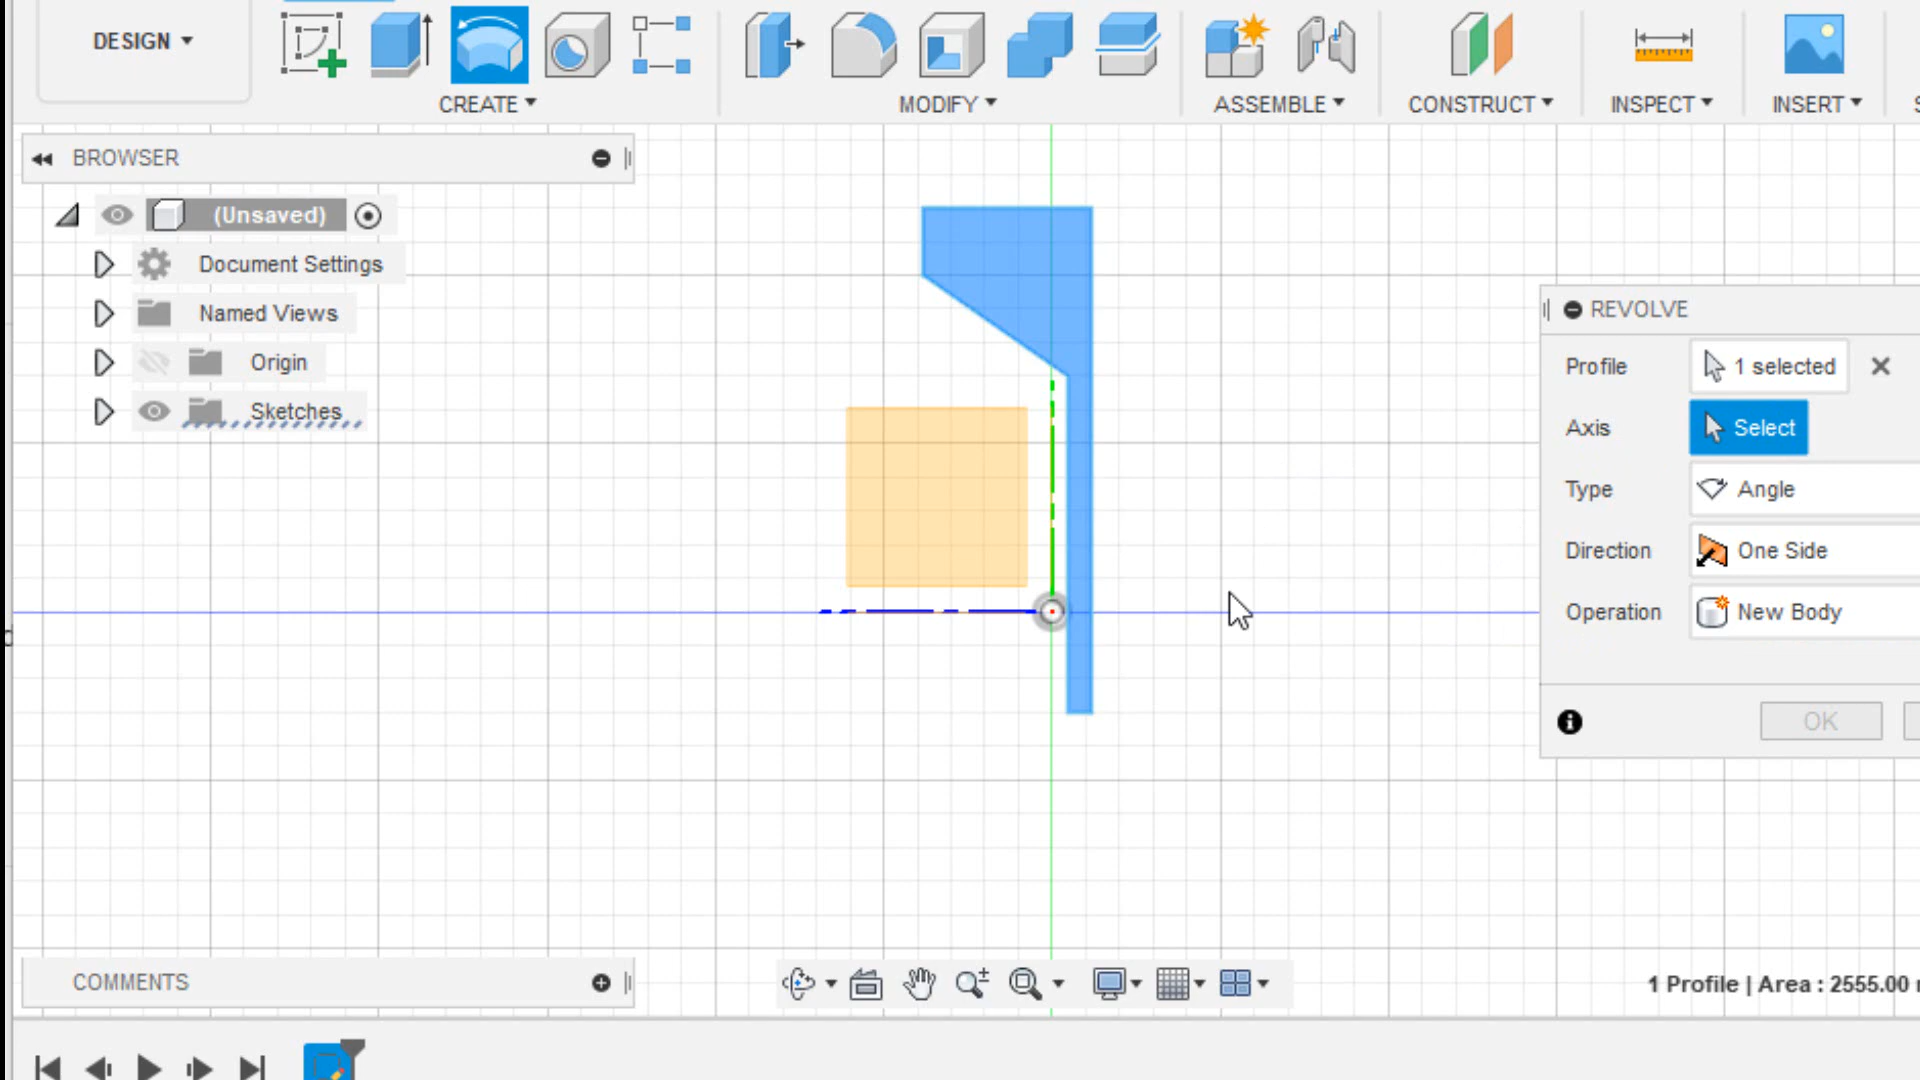 DESIGN
CREATE
MODIFY
ASSEMBLE
CONSTRUCT
INSPECT
INSERT
BROWSER
(Unsaved)
Document Settings
Named Views
Origin
Sketches
REVOLVE
Profile 1 selected
Axis Select
Type Angle
Direction One Side
Operation New Body
OK
COMMENTS
1 Profile | Area : 2555.00